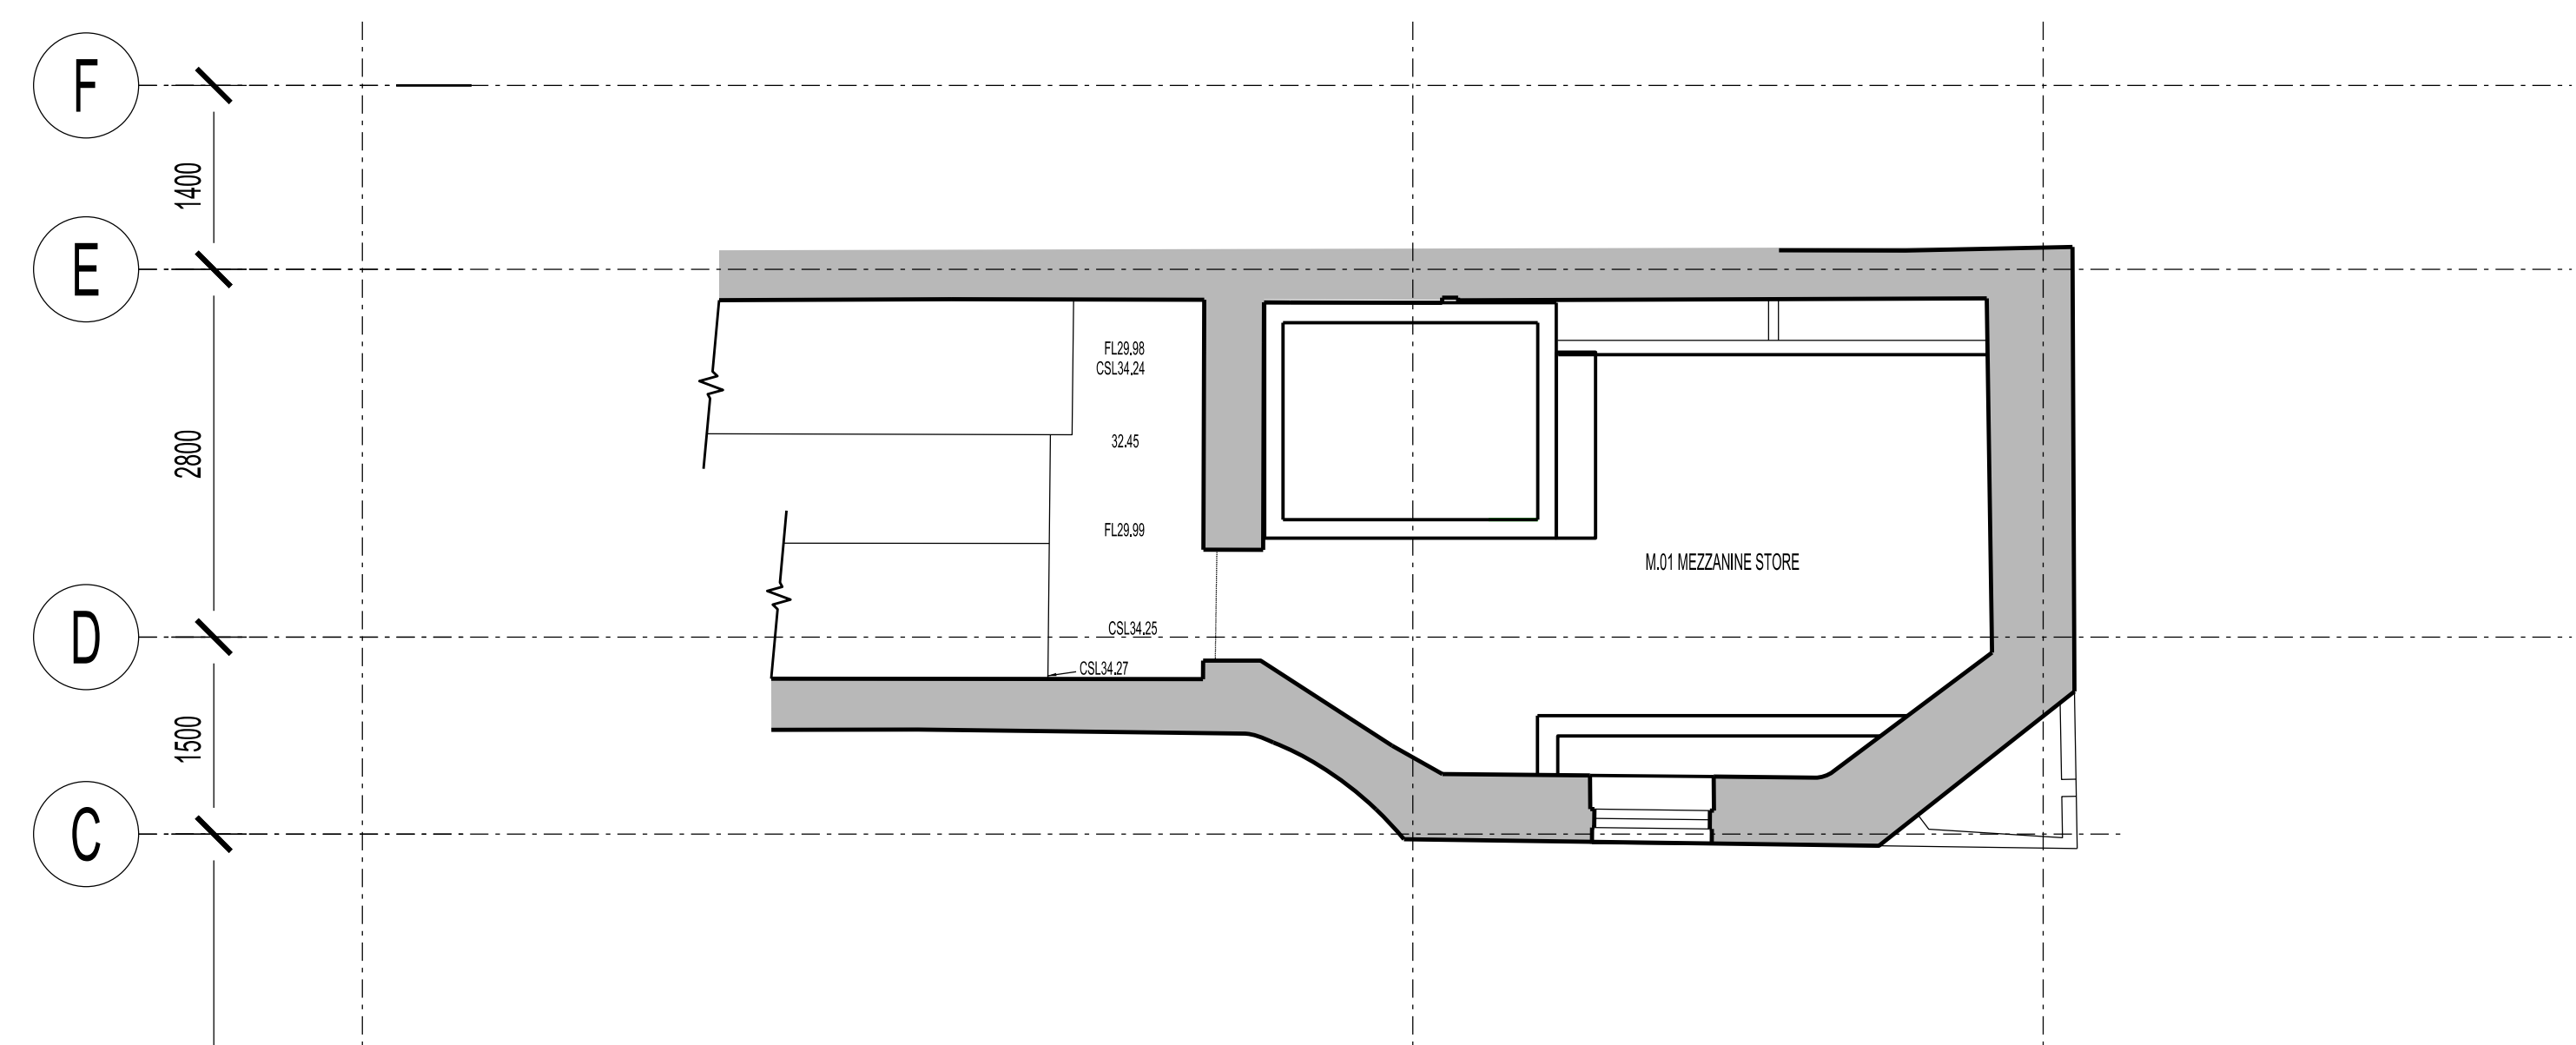 F
1400
E
FL29.98
CSL34.24
32.45
2800
FL29.99
M.01 MEZZANINE STORE
CSL34.25
D
CSL34.27
1500
C